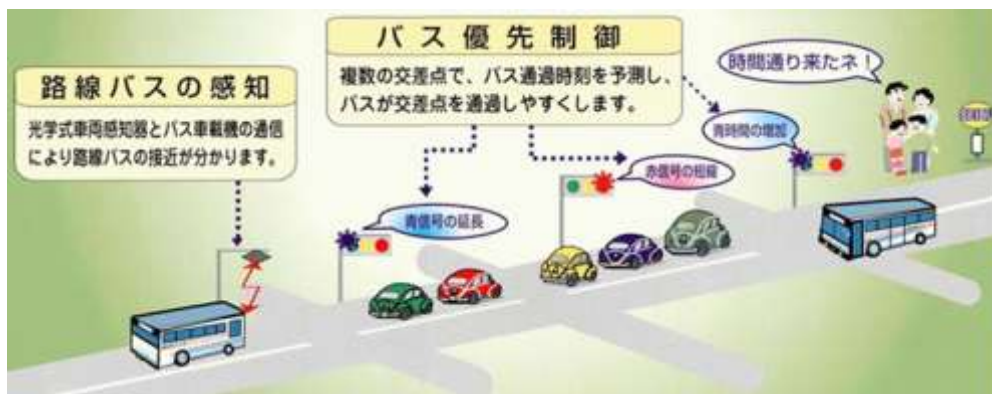 バス優先制御
複数の交差点で、バス通過時刻を予測し、
バスが交差点を通過しやすくします。
路線バスの感知
光学式車両感知器とバス車載機の通信
により路線バスの接近が分かります。
青信号の延長
赤信号の短縮
青時間の増加
時間通り来たネ！